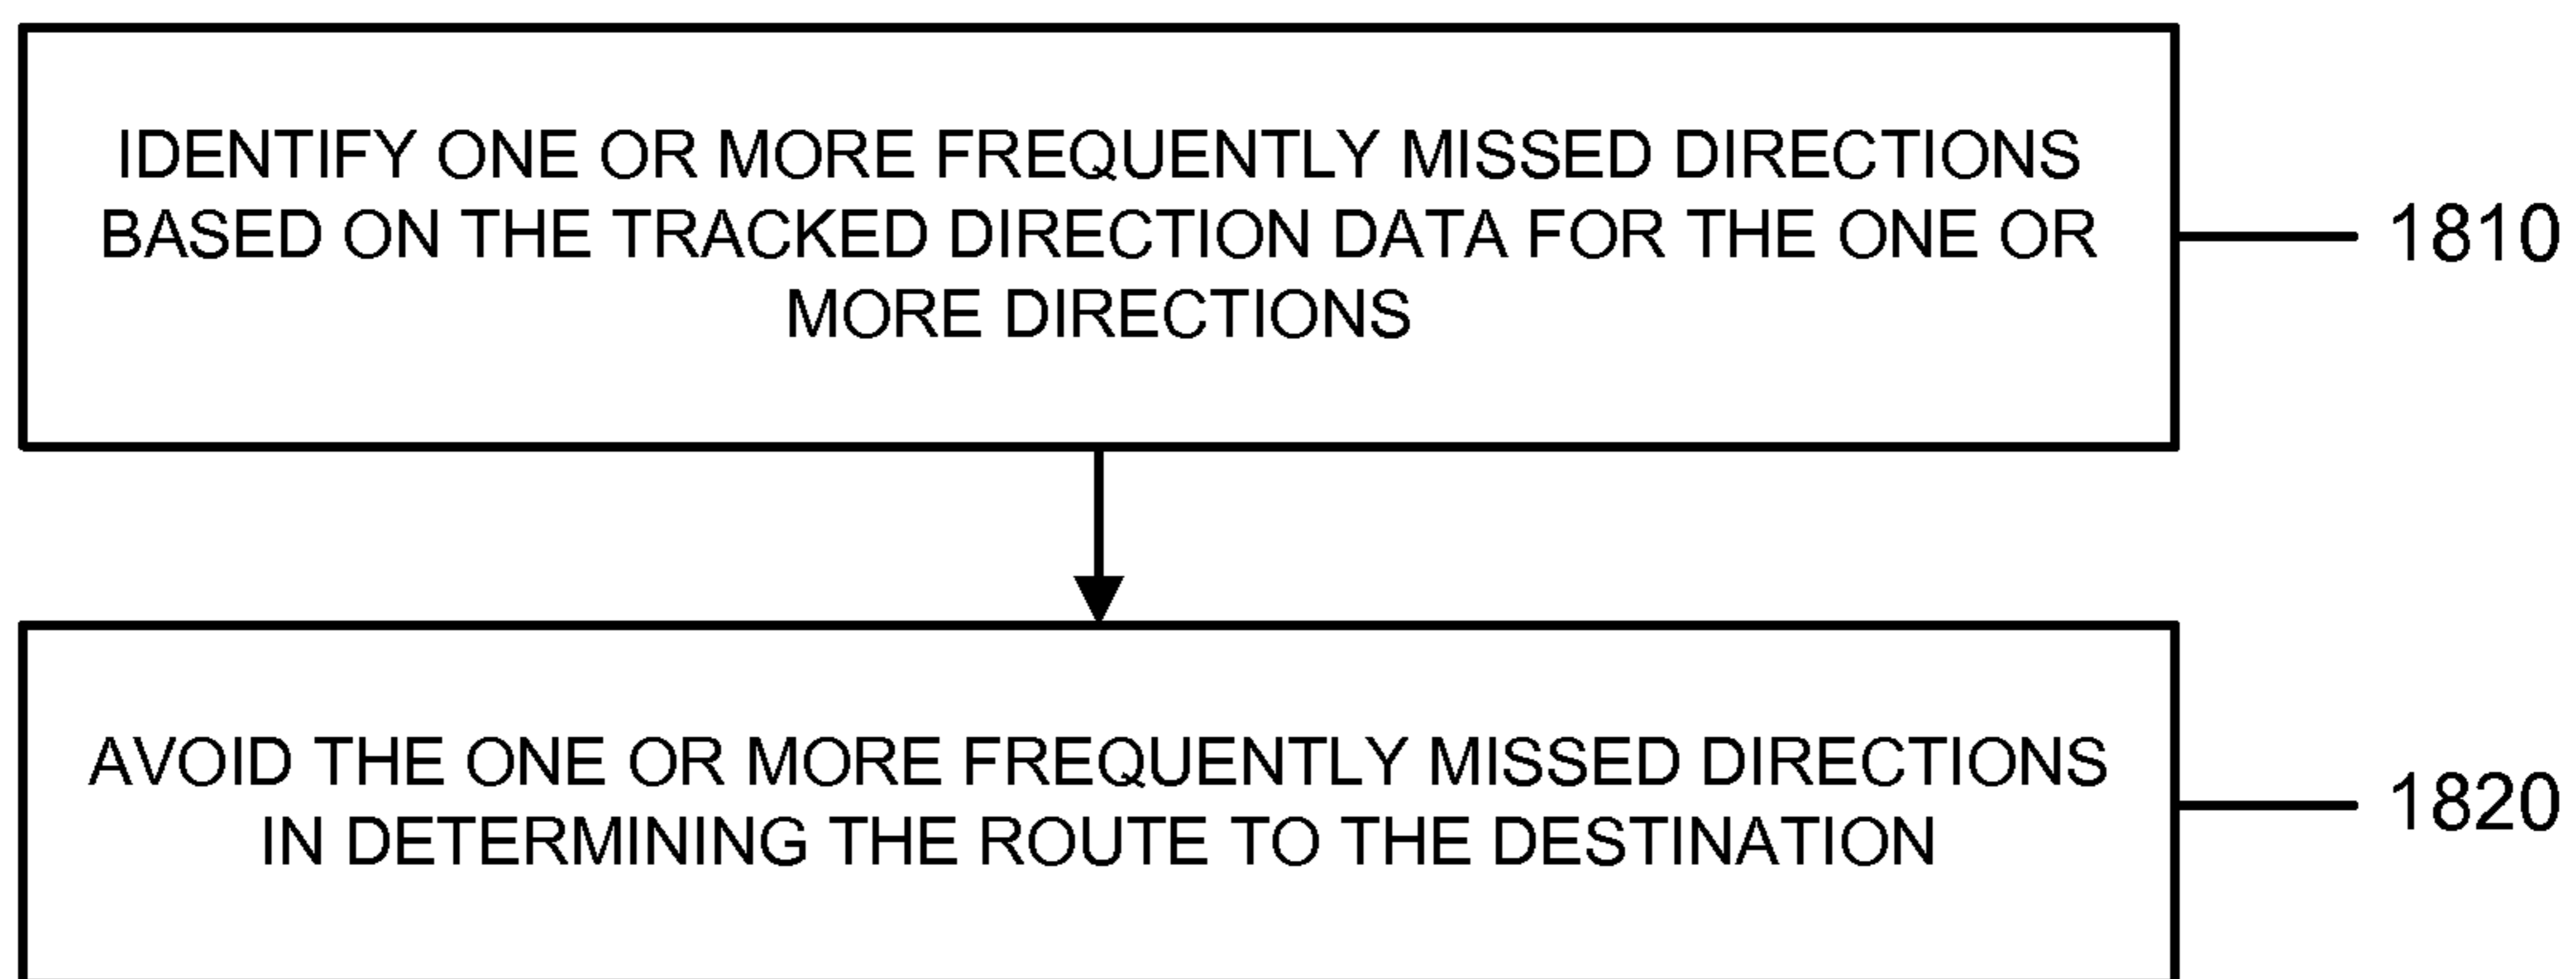 IDENTIFY ONE OR MORE FREQUENTLY MISSED DIRECTIONS
BASED ON THE TRACKED DIRECTION DATA FOR THE ONE OR
MORE DIRECTIONS
1810
AVOID THE ONE OR MORE FREQUENTLY MISSED DIRECTIONS
IN DETERMINING THE ROUTE TO THE DESTINATION
1820